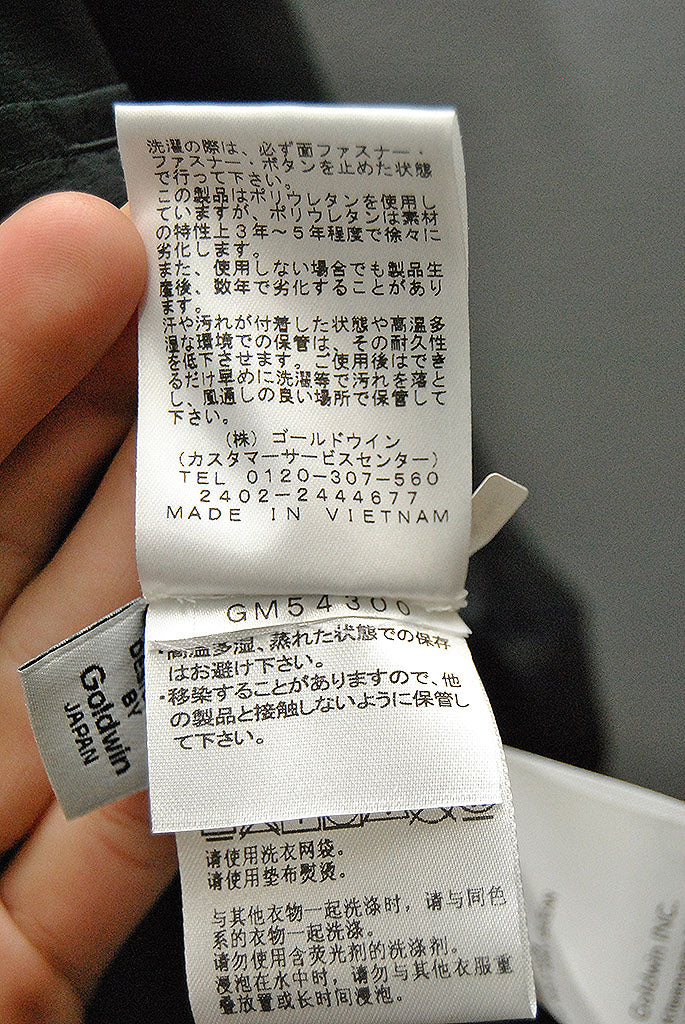 洗濯の際は、必ず面ファスナー・
ファスナー・ボタンを止めた状態
で行って下さい。
この製品はポリウレタンを使用し
ていますが、ポリウレタンは素材
の特性上3年～5年程度で徐々に
劣化します。
また、使用しない場合でも製品生
産後、数年で劣化することがあり
ます。
汗や汚れが付着した状態や高温多
湿な環境での保管は、その耐久性
を低下させます。ご使用後はでき
るだけ早めに洗濯等で汚れを落と
し、風通しの良い場所で保管して
下さい。
(株) ゴールドウイン
(カスタマーサービスセンター)
TEL 0120-307-560
2402-2444677
MADE IN VIETNAM
GM54300
・高温多湿、蒸れた状態での保存
はお避け下さい。
・移染することがありますので、他
の製品と接触しないように保管し
て下さい。
BY
Goldwin
JAPAN
请使用洗衣网袋。
请使用垫布熨烫。
与其他衣物一起洗涤时，请与同色
系的衣物一起洗涤。
请勿使用含荧光剂的洗涤剂。
浸泡在水中时，请勿与其他衣服重
叠放置或长时间浸泡。
Goldwin INC.